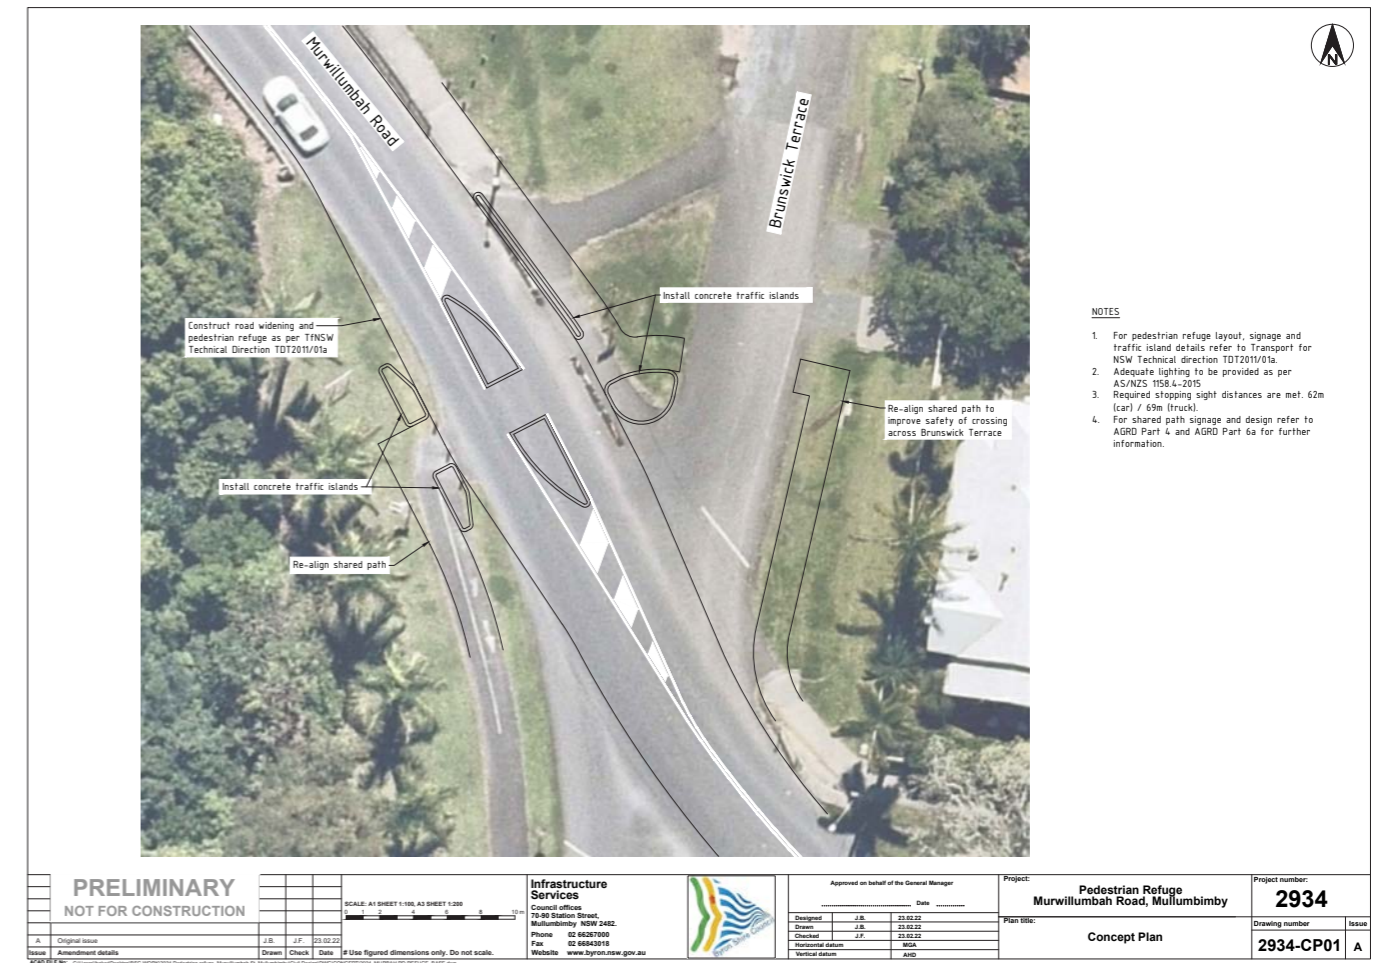 Murwillumbah Road
Brunswick Terrace
N
Install concrete traffic islands
Construct road widening and
pedestrian refuge as per TfNSW
Technical Direction TDT2011/01a
Re-align shared path to
improve safety of crossing
across Brunswick Terrace
Install concrete traffic islands
Re-align shared path
NOTES
1. For pedestrian refuge layout, signage and
traffic island details refer to Transport for
NSW Technical direction TDT2011/01a.
2. Adequate lighting to be provided as per
AS/NZS 1158.4-2015
3. Required stopping sight distances are met. 62m
(car) / 69m (truck).
4. For shared path signage and design refer to
AGRD Part 4 and AGRD Part 6a for further
information.
PRELIMINARY
NOT FOR CONSTRUCTION
A Original issue J.B. J.F. 23.02.22
Issue Amendment details Drawn Check Date
SCALE: A1 SHEET 1:100, A3 SHEET 1:200
0 1 2 4 6 8 10 m
# Use figured dimensions only. Do not scale.
Infrastructure
Services
Council offices
70-90 Station Street,
Mullumbimby NSW 2482.
Phone 02 66267000
Fax 02 66843018
Website www.byron.nsw.gov.au
Byron Shire Council
Approved on behalf of the General Manager
Date
Designed J.B. 23.02.22
Drawn J.B. 23.02.22
Checked J.F. 23.02.22
Horizontal datum MGA
Vertical datum AHD
Project:
Pedestrian Refuge
Murwillumbah Road, Mullumbimby
Plan title:
Concept Plan
Project number:
2934
Drawing number Issue
2934-CP01 A
ACAD FILE No: